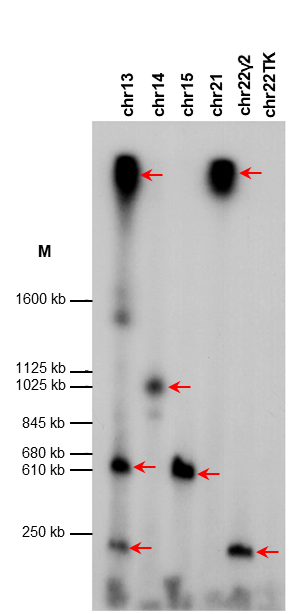 chr13
chr14
chr15
chr21
chr22γ2
chr22TK
M
1600 kb
1125 kb
1025 kb
845 kb
680 kb
610 kb
250 kb